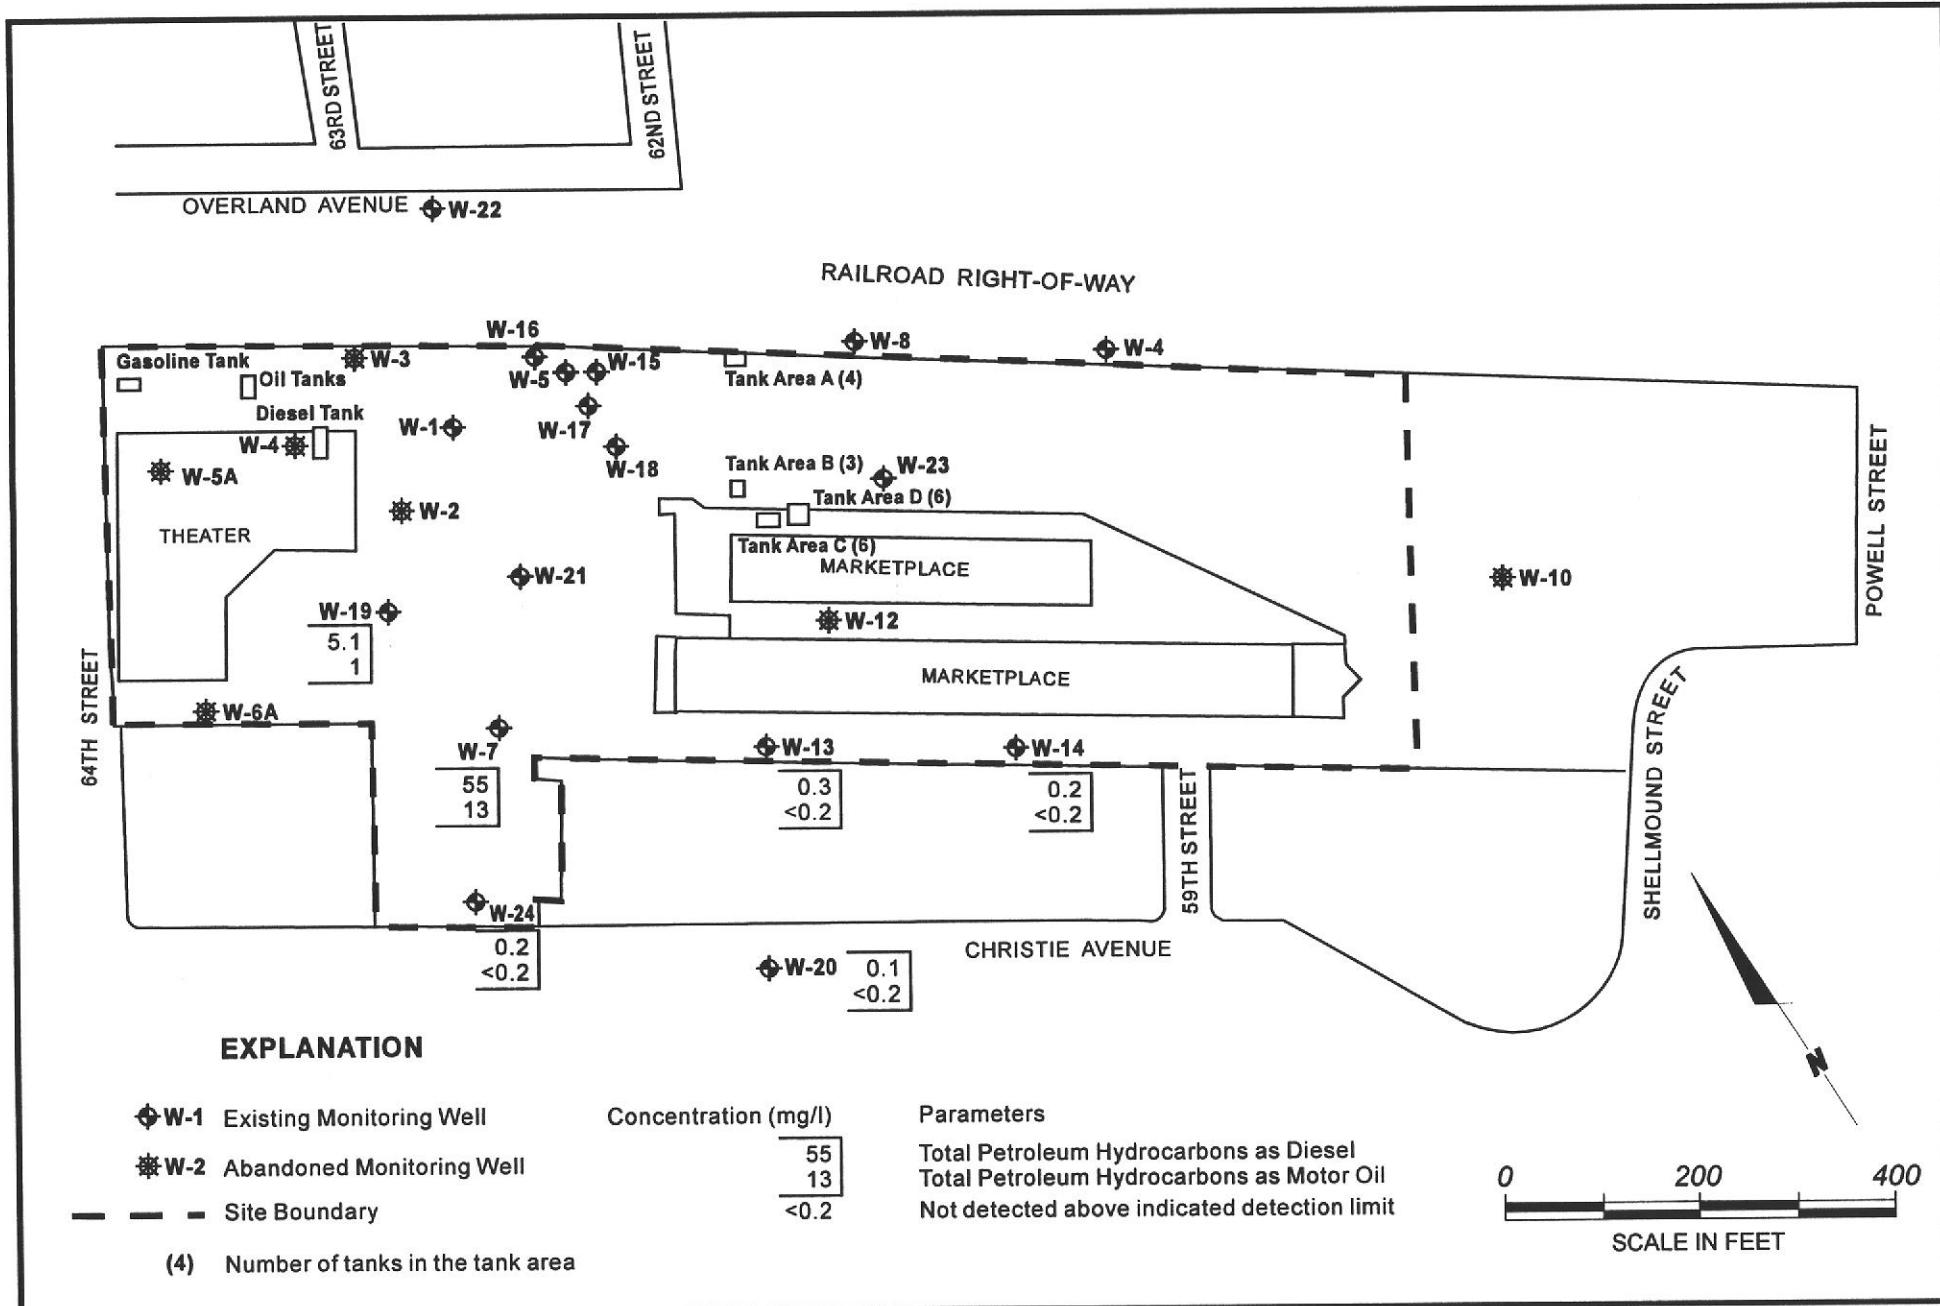 63RD STREET
62ND STREET
OVERLAND AVENUE
W-22
RAILROAD RIGHT-OF-WAY
W-16
W-8
W-4
Gasoline Tank
W-3
W-15
Oil Tanks
W-5
Tank Area A (4)
Diesel Tank
W-1
W-17
W-4
W-18
Tank Area B (3)
W-23
W-5A
Tank Area D (6)
W-2
THEATER
Tank Area C (6)
MARKETPLACE
W-21
W-10
POWELL STREET
W-19
5.1
1
W-12
MARKETPLACE
64TH STREET
W-6A
W-7
55
13
W-13
0.3
<0.2
W-14
0.2
<0.2
59TH STREET
SHELLMOUND STREET
W-24
0.2
<0.2
CHRISTIE AVENUE
W-20
0.1
<0.2
N
EXPLANATION
W-1 Existing Monitoring Well
W-2 Abandoned Monitoring Well
Site Boundary
(4) Number of tanks in the tank area
Concentration (mg/l)
Parameters
55 Total Petroleum Hydrocarbons as Diesel
13 Total Petroleum Hydrocarbons as Motor Oil
<0.2 Not detected above indicated detection limit
0 200 400
SCALE IN FEET